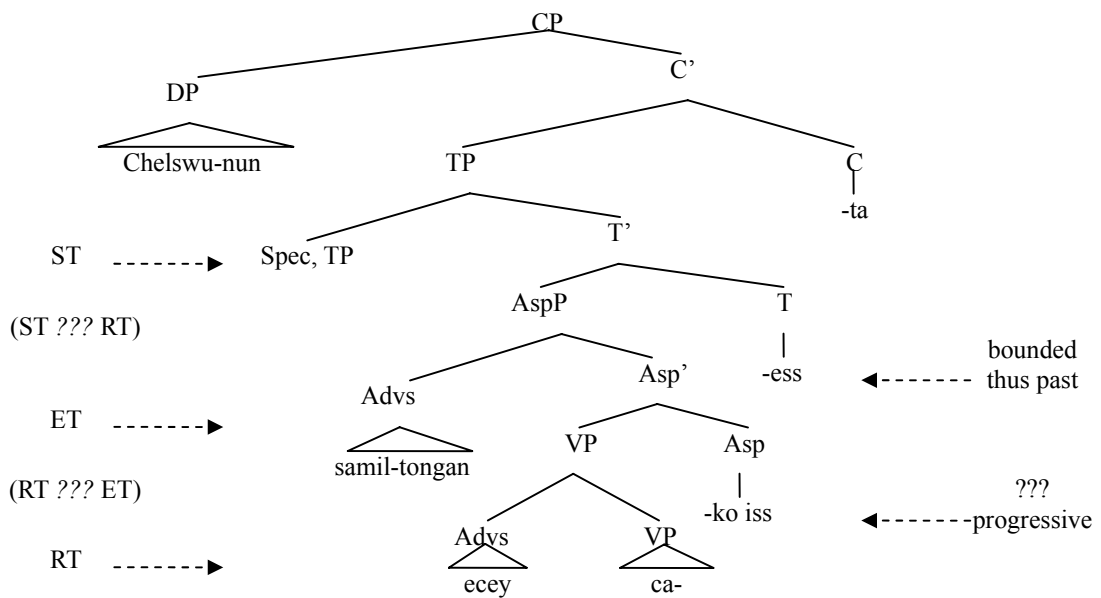 CP
C’
DP
Chelswu-nun
TP
C
-ta
T’
ST
Spec, TP
AspP
T
(ST ??? RT)
bounded
thus past
-ess
Asp’
Advs
ET
samil-tongan
VP
Asp
(RT ??? ET)
-ko iss
???
progressive
Advs
VP
RT
ecey
ca-